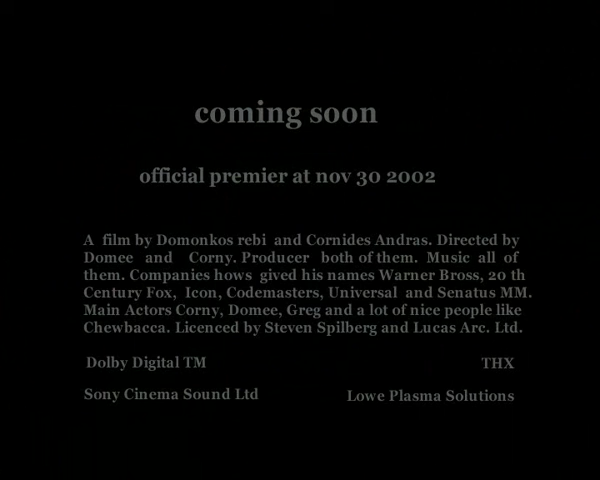 coming soon
official premier at nov 30 2002
A film by Domonkos rebi and Cornides Andras. Directed by
Domee and Corny. Producer both of them. Music all of
them. Companies hows gived his names Warner Bross, 20 th
Century Fox, Icon, Codemasters, Universal and Senatus MM.
Main Actors Corny, Domee, Greg and a lot of nice people like
Chewbacca. Licenced by Steven Spilberg and Lucas Arc. Ltd.
Dolby Digital TM THX
Sony Cinema Sound Ltd Lowe Plasma Solutions